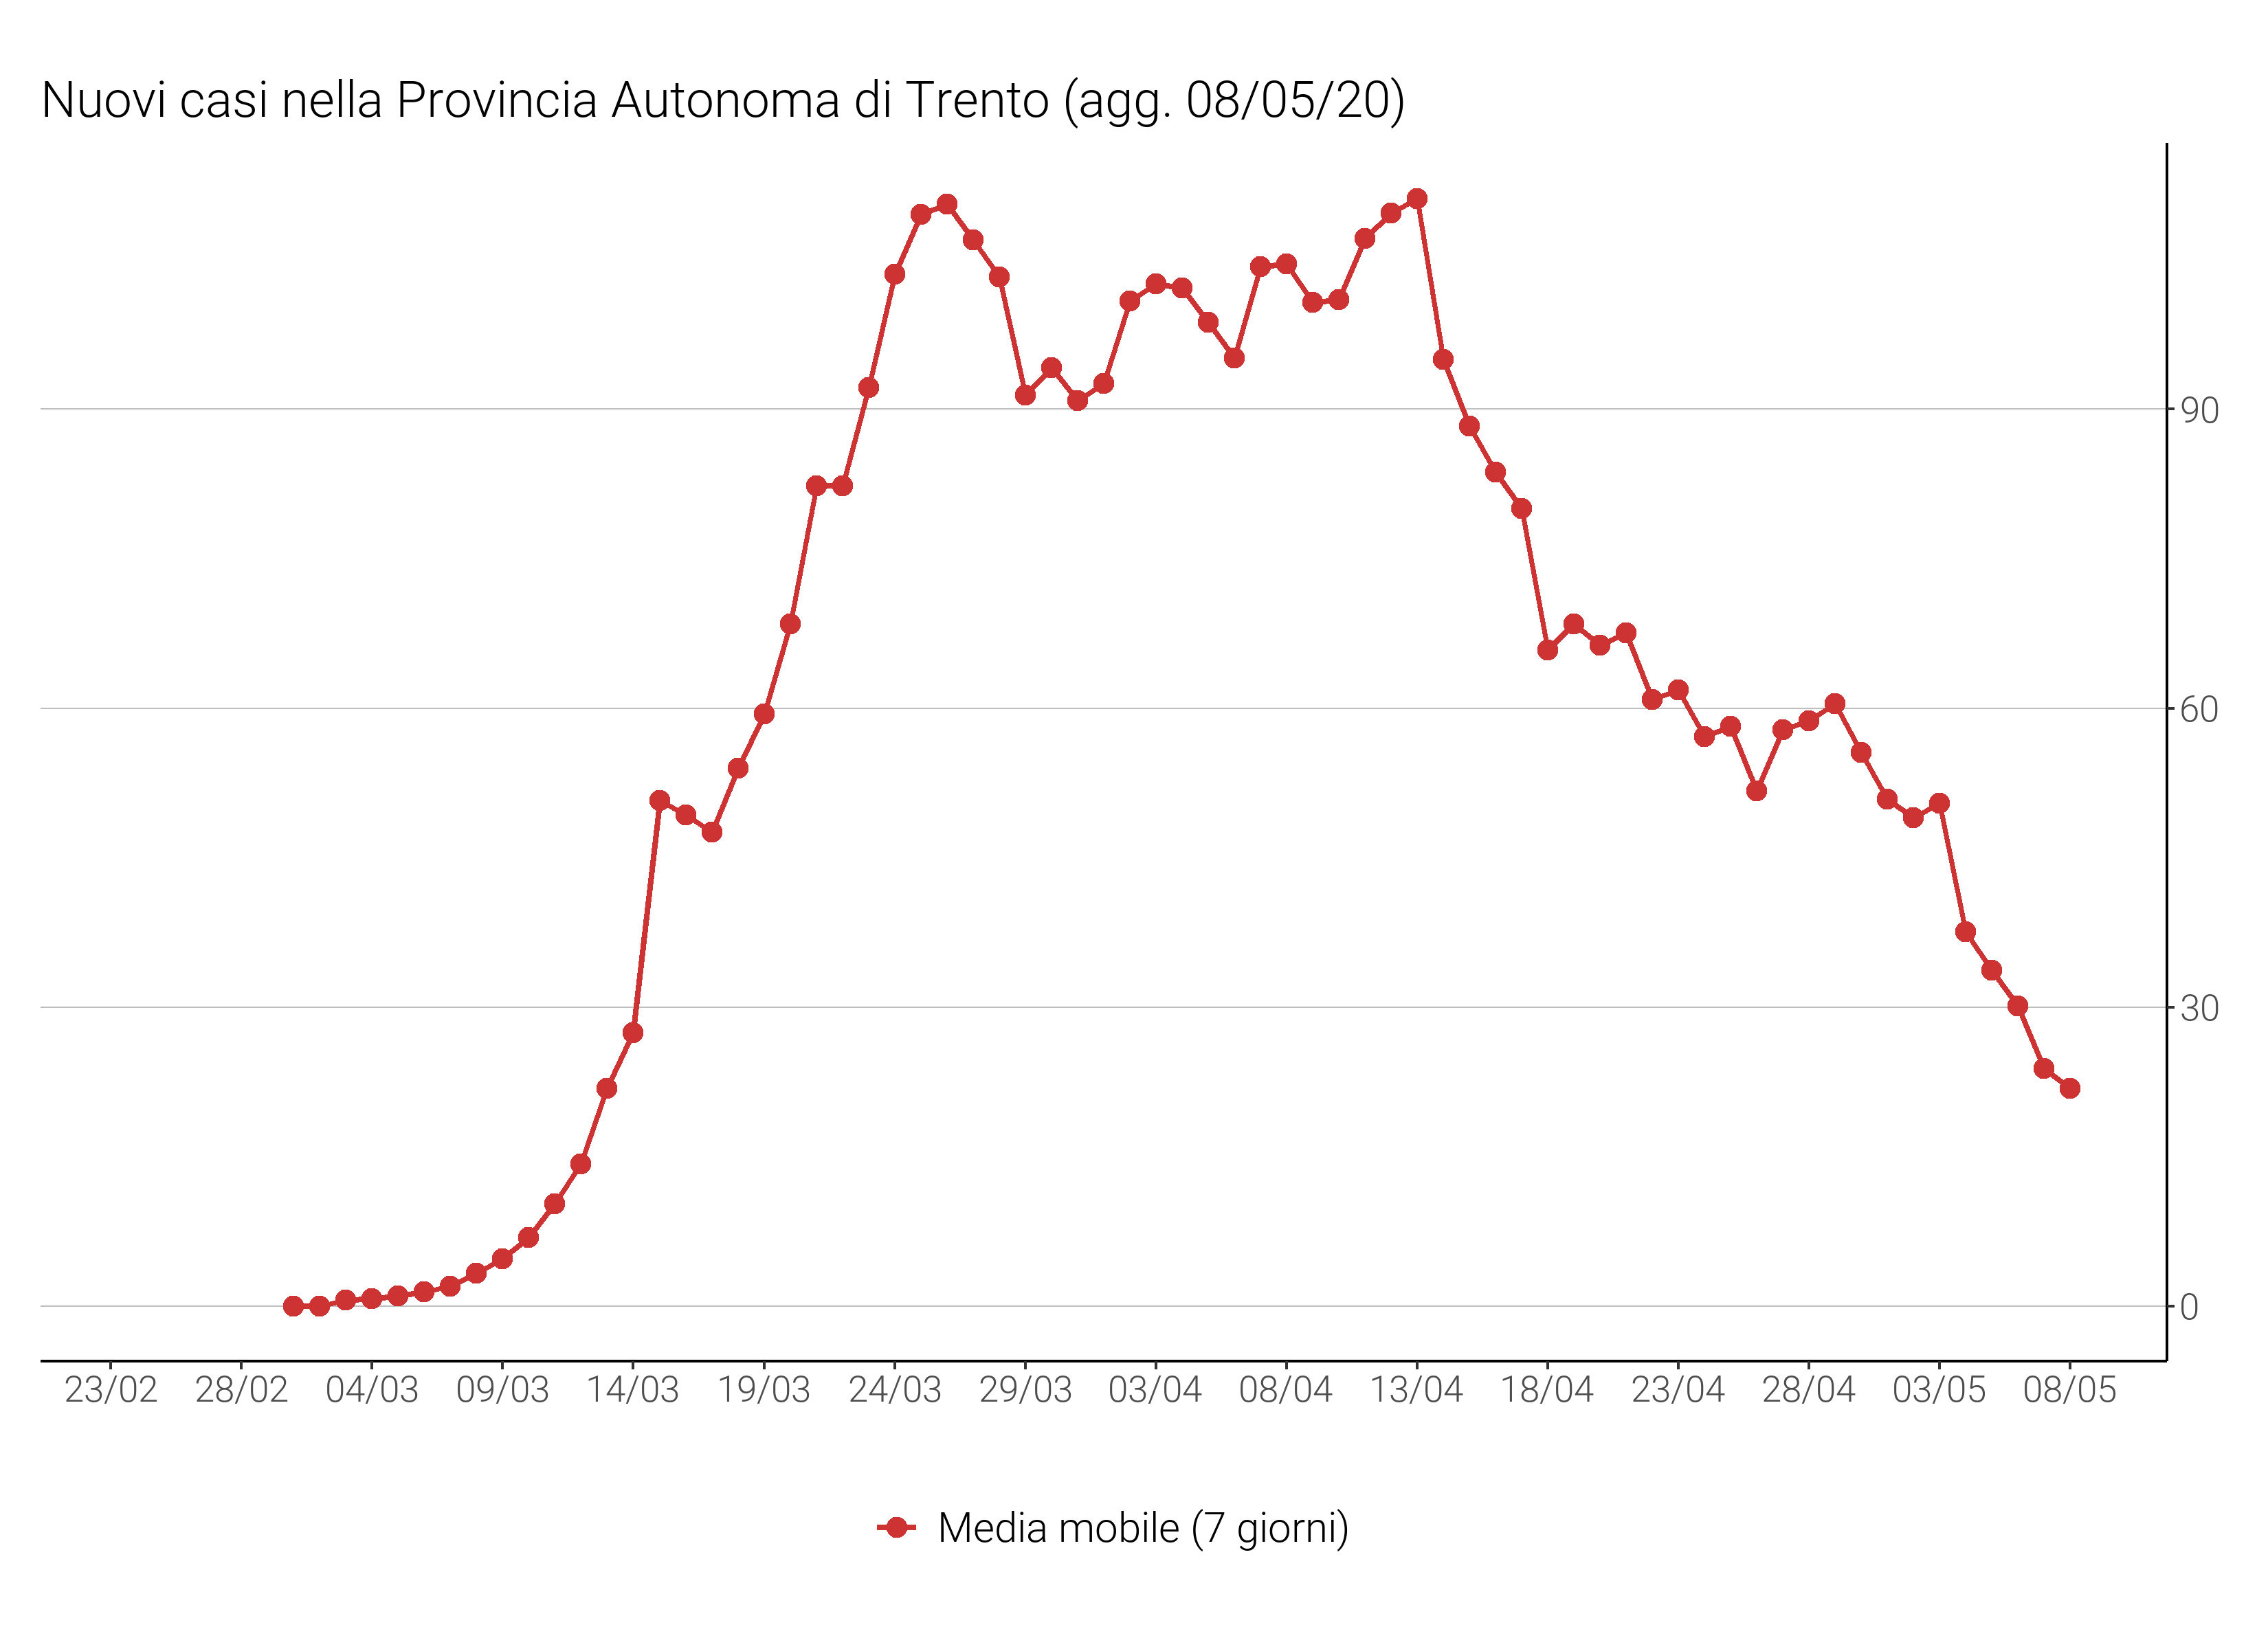 Nuovi casi nella Provincia Autonoma di Trento (agg. 08/05/20)
90
60
30
0
23/02 28/02 04/03 09/03 14/03 19/03 24/03 29/03 03/04 08/04 13/04 18/04 23/04 28/04 03/05 08/05
Media mobile (7 giorni)